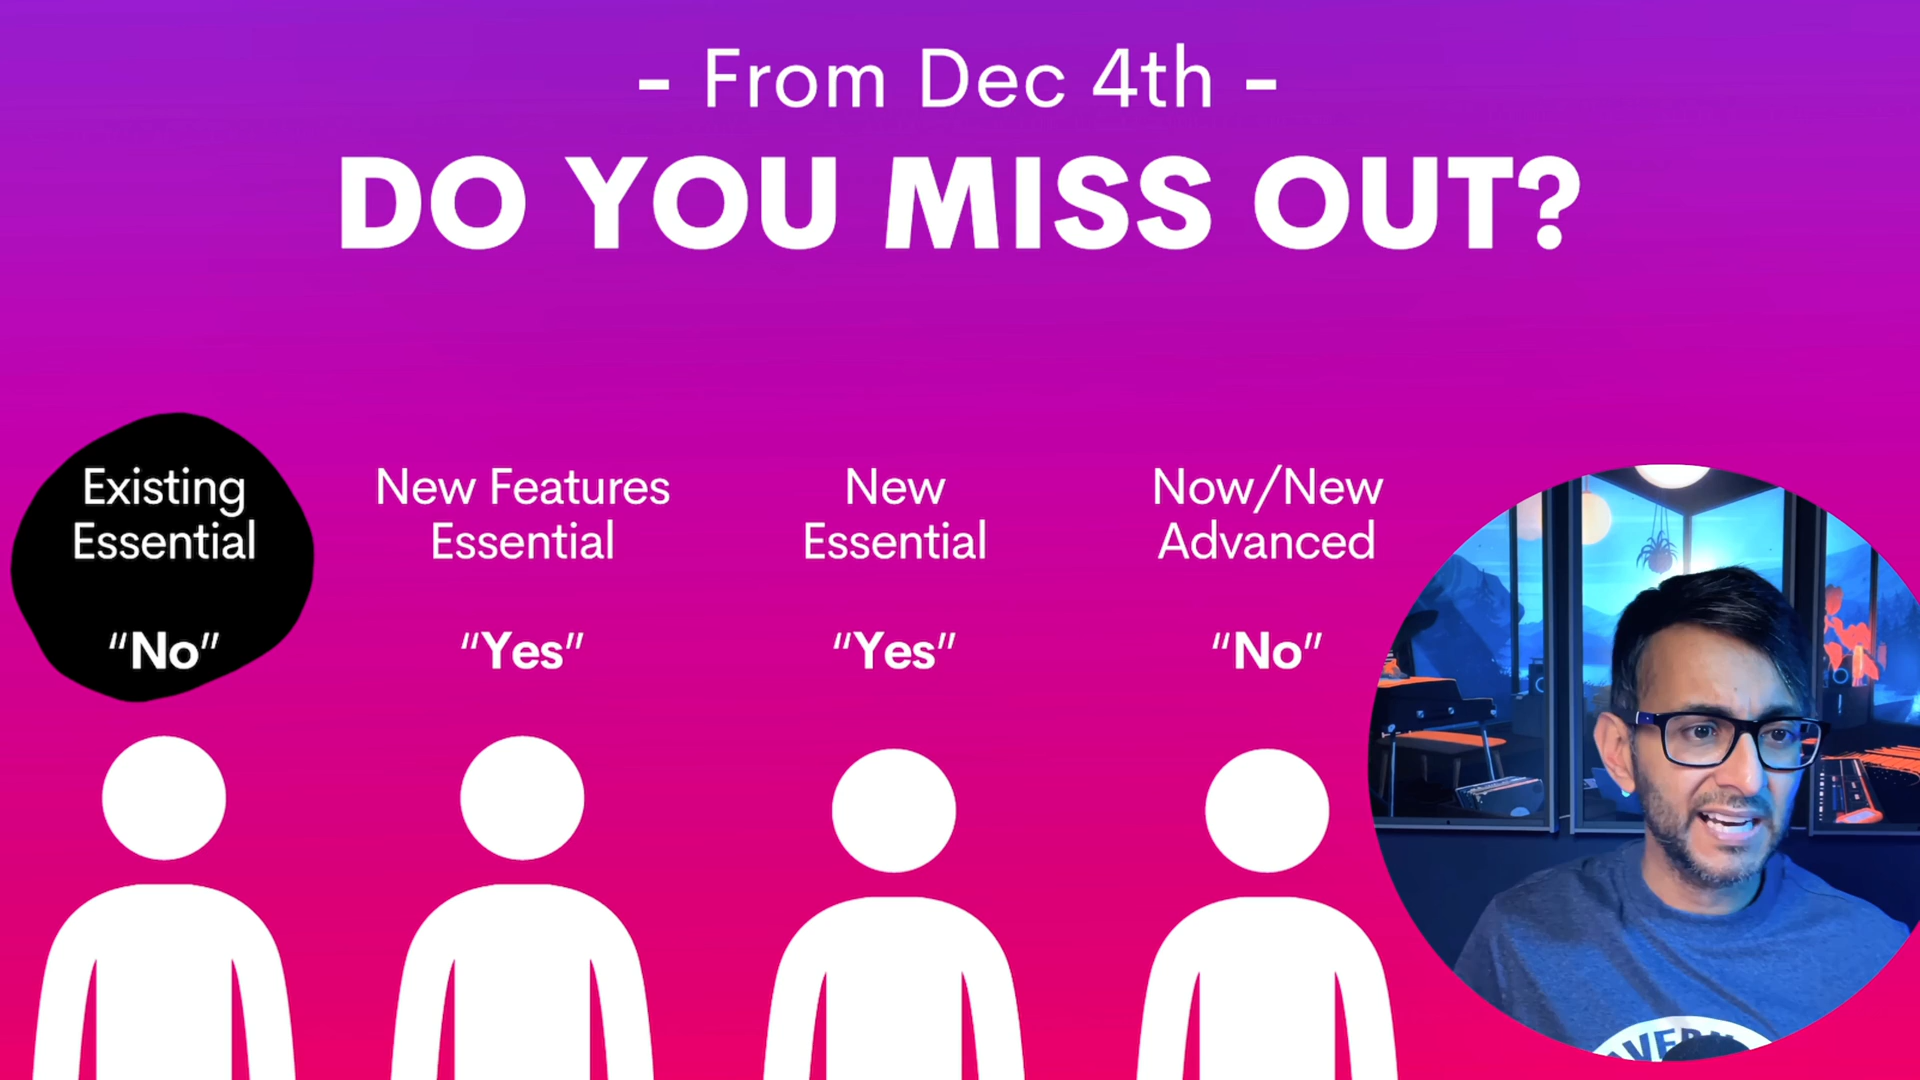 - From Dec 4th -
DO YOU MISS OUT?
Existing
Essential
“No”
New Features
Essential
“Yes”
New
Essential
“Yes”
Now/New
Advanced
“No”